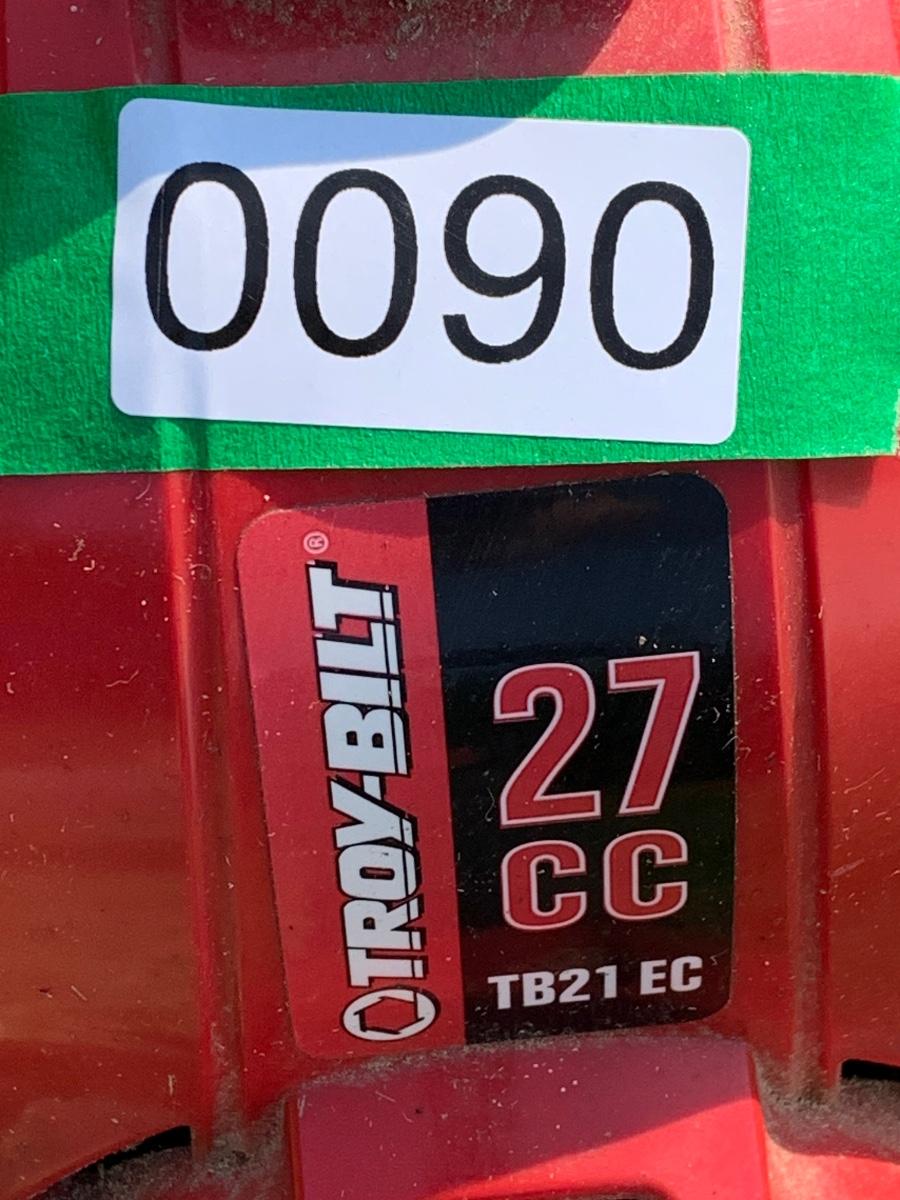 0090
TROY-BILT®
27
CC
TB21 EC